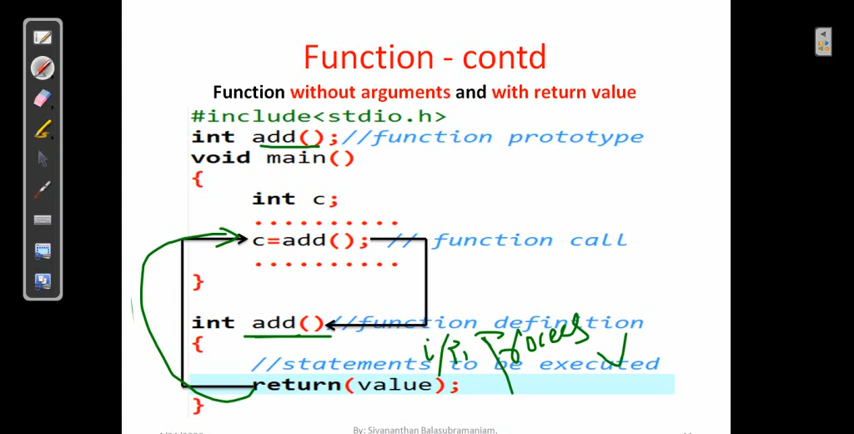 Function - contd
Function without arguments and with return value
#include<stdio.h>
int add();//function prototype
void main()
{
int c;
..........
c=add(); // function call
..........
}
int add()//function definition
{
i/p, process
//statements to be executed
return(value);
}
By: Sivananthan Balasubramaniam,